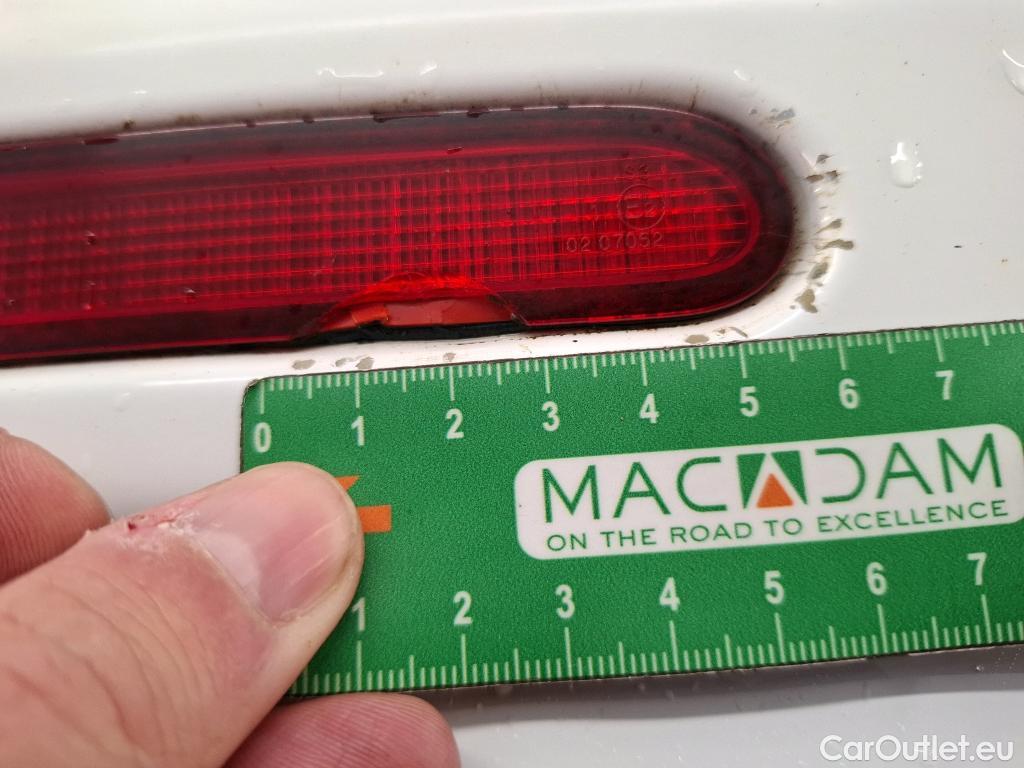 E2
02 07052
0 1 2 3 4 5 6 7
MACADAM
ON THE ROAD TO EXCELLENCE
1 2 3 4 5 6 7
CarOutlet.eu